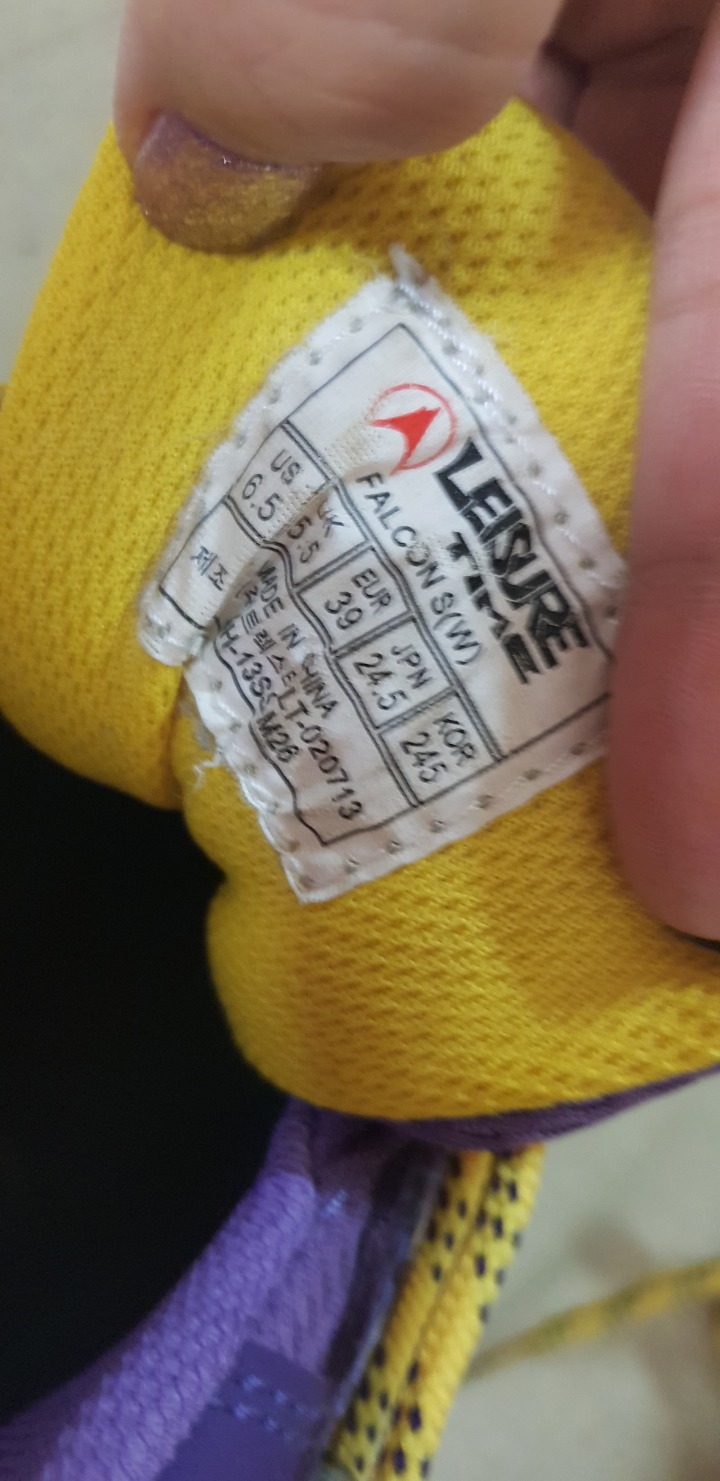 LEISURE
TIME
FALCON S(W)
US UK EUR JPN KOR
6.5 5.5 39 24.5 245
제조 MADE IN CHINA
LT-020713
M26